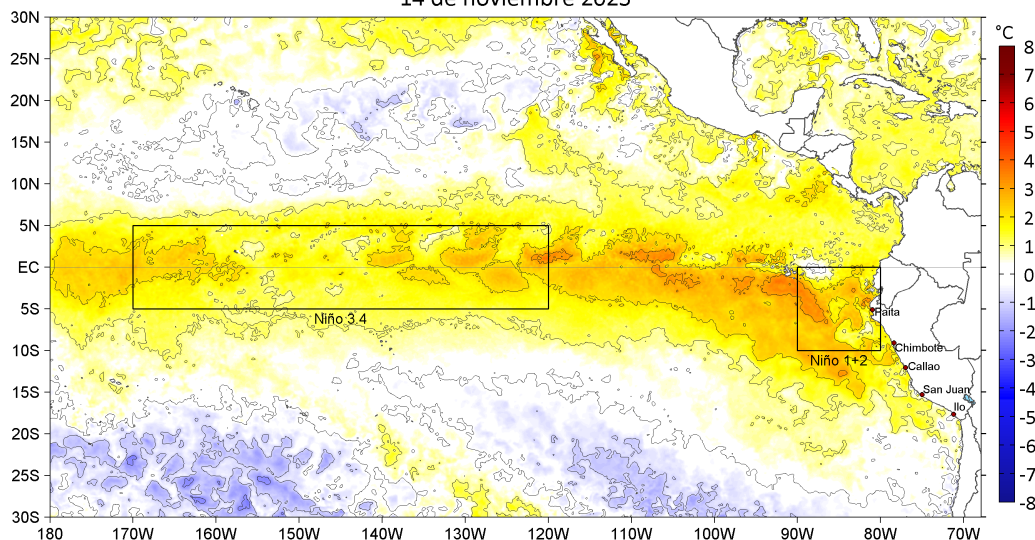 14 de noviembre 2023
°C
30N
25N
20N
15N
10N
5N
EC
5S
10S
15S
20S
25S
30S
180
170W
160W
150W
140W
130W
120W
110W
100W
90W
80W
70W
Niño 3.4
Niño 1+2
Paita
Chimbote
Callao
San Juan
Ilo
8
7
6
5
4
3
2
1
0
-1
-2
-3
-4
-5
-6
-7
-8